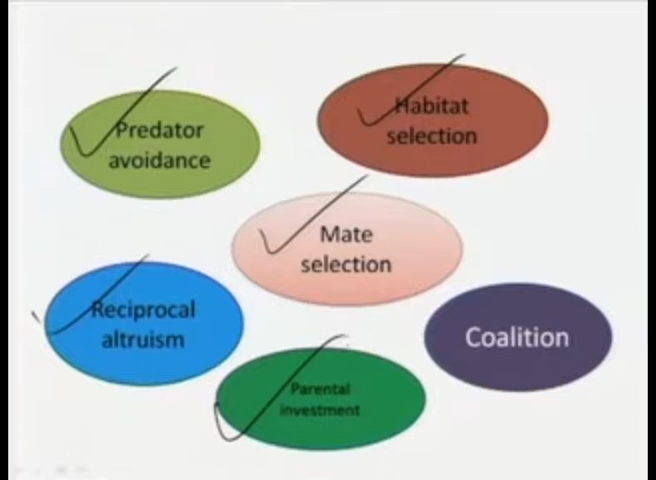 Predator
avoidance
Habitat
selection
Mate
selection
Reciprocal
altruism
Coalition
Parental
investment